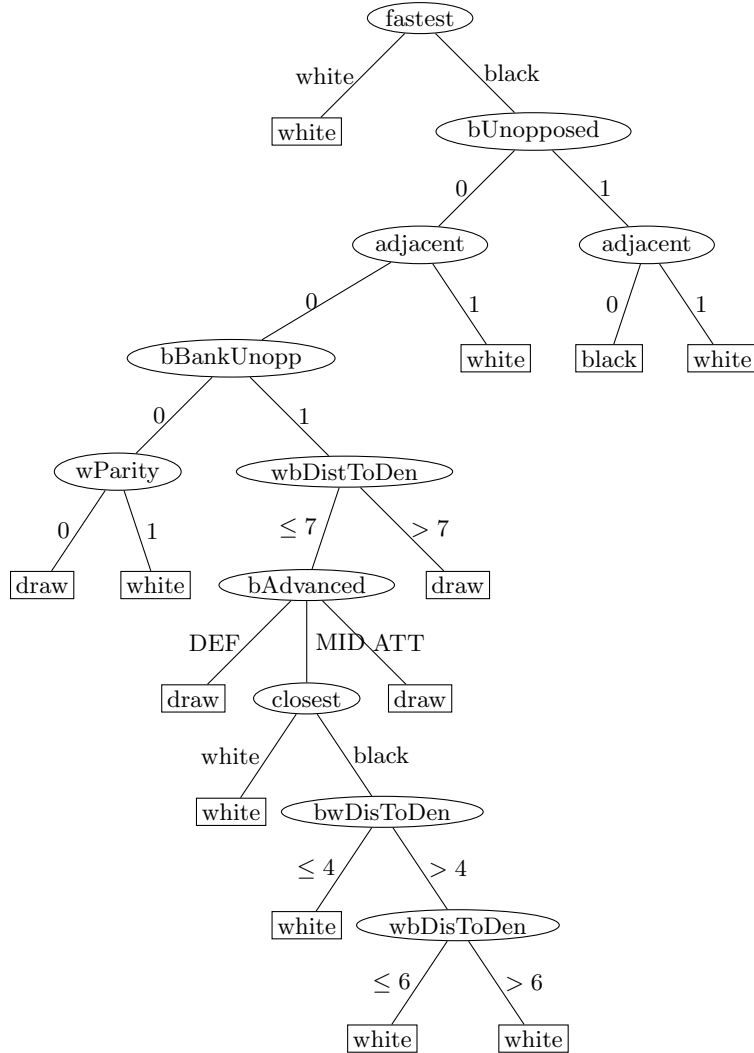 fastest
white black
white bUnopposed
0 1
adjacent adjacent
0 1 0 1
bBankUnopp white black white
0 1
wParity wbDistToDen
0 1 ≤ 7 > 7
draw white bAdvanced draw
DEF MID ATT
draw closest draw
white black
white bwDisToDen
≤ 4 > 4
white wbDisToDen
≤ 6 > 6
white white